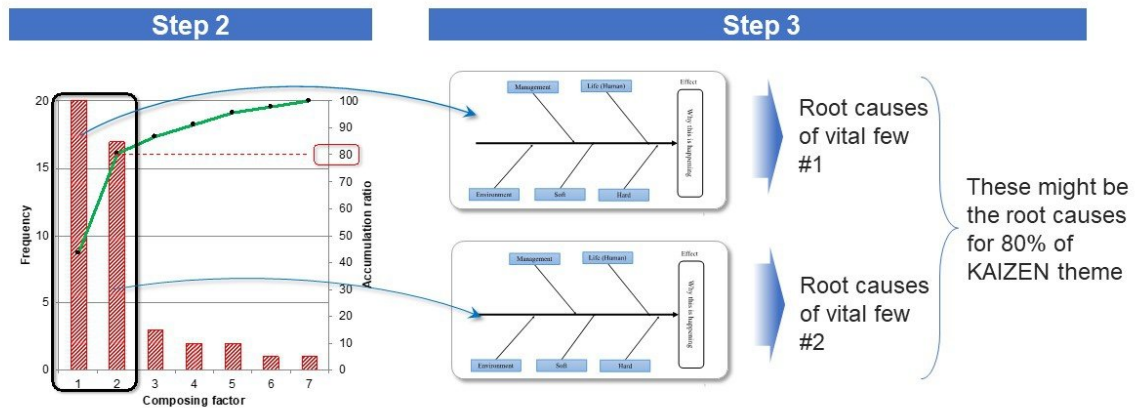 Step 2
Step 3
20
15
10
5
0
Frequency
100
90
80
70
60
50
40
30
20
10
0
Accumulation ratio
1 2 3 4 5 6 7
Composing factor
Management
Life (Human)
Effect
Why this is happening
Environment
Soft
Hard
Root causes
of vital few
#1
Management
Life (Human)
Effect
Why this is happening
Environment
Soft
Hard
Root causes
of vital few
#2
These might be
the root causes
for 80% of
KAIZEN theme